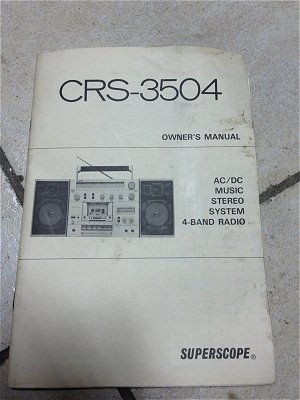 CRS-3504
OWNER'S MANUAL
AC/DC
MUSIC
STEREO
SYSTEM
4-BAND RADIO
SUPERSCOPE®